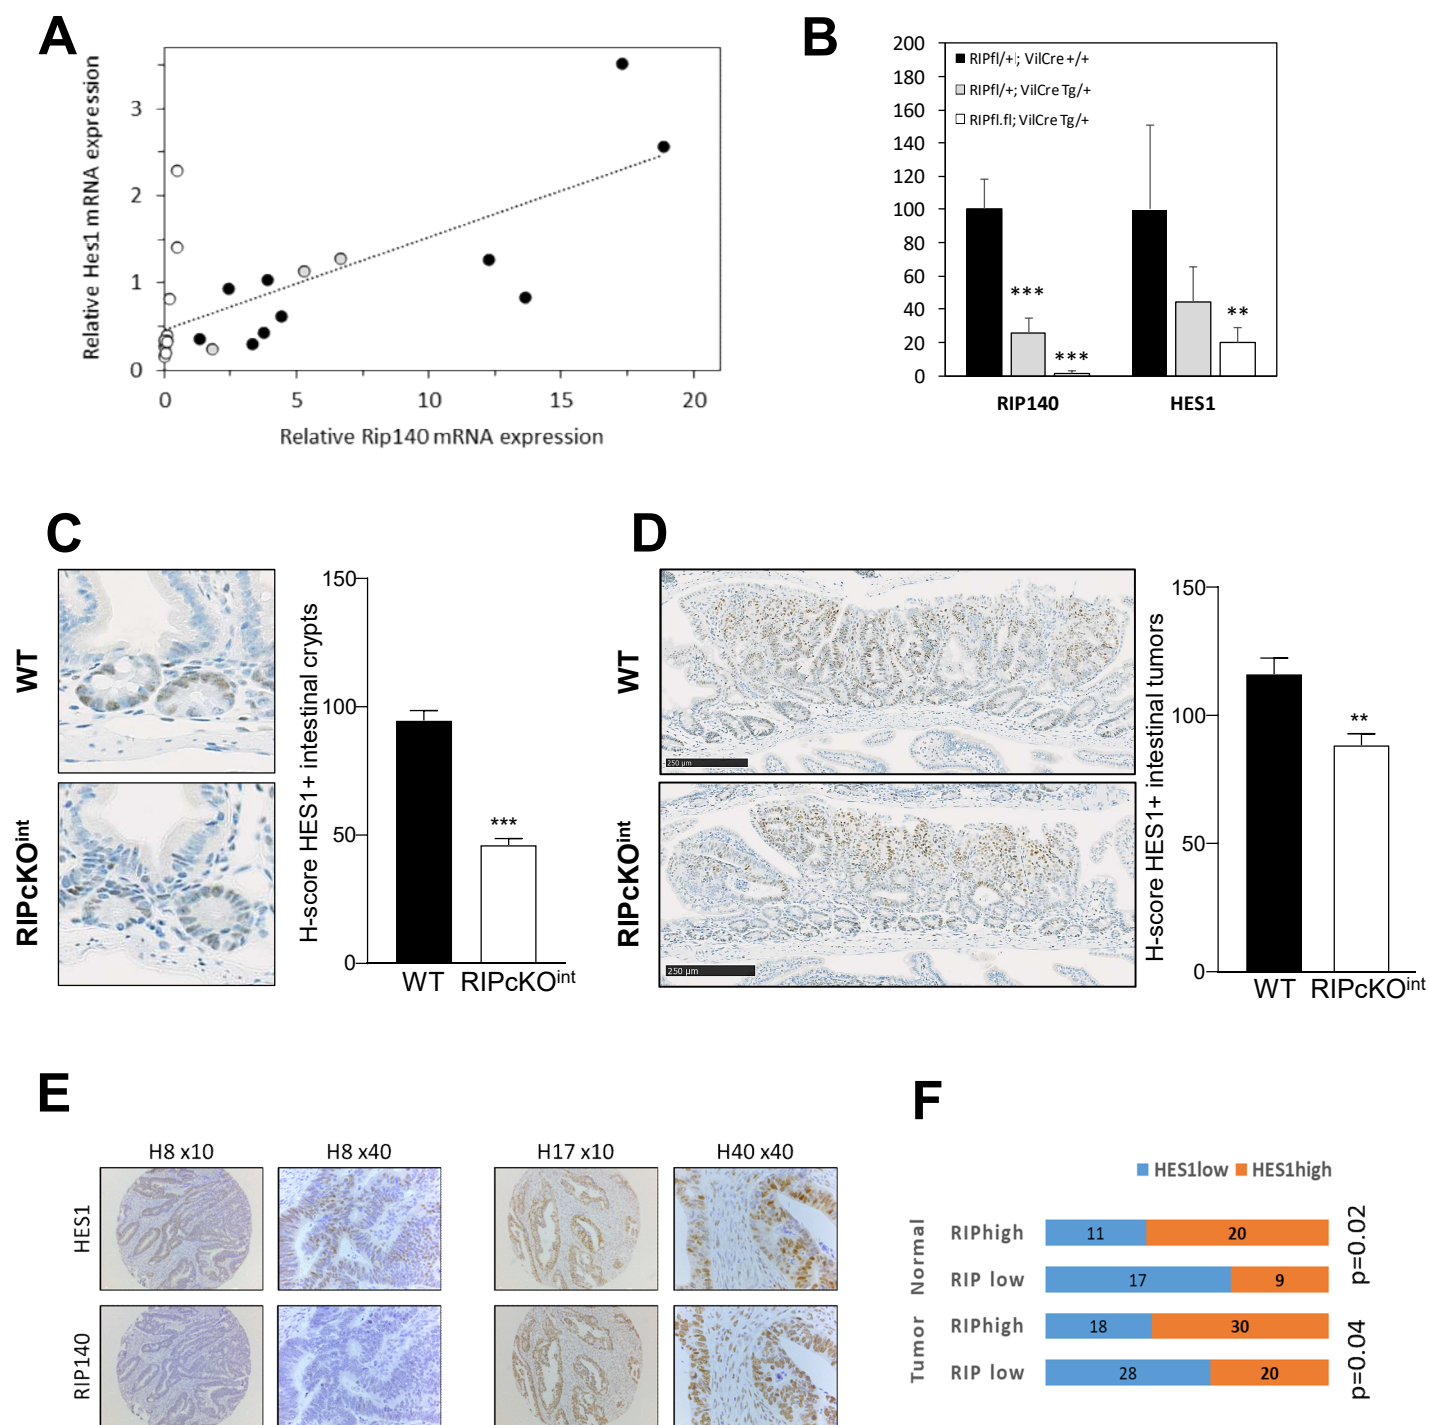 A
Relative Hes1 mRNA expression
3
2
1
0
0 5 10 15 20
Relative Rip140 mRNA expression
B
200
180
160
140
120
100
80
60
40
20
0
RIPfl/+; VilCre +/+
RIPfl/+; VilCre Tg/+
RIPfl.fl; VilCre Tg/+
***
***
**
RIP140 HES1
C
WT
RIPcKOint
H-score HES1+ intestinal crypts
150
100
50
0
***
WT RIPcKOint
D
WT
RIPcKOint
250 µm
250 µm
H-score HES1+ intestinal tumors
150
100
50
0
**
WT RIPcKOint
E
H8 x10 H8 x40 H17 x10 H40 x40
HES1
RIP140
F
HES1low HES1high
Normal
RIPhigh 11 20
RIP low 17 9
p=0.02
Tumor
RIPhigh 18 30
RIP low 28 20
p=0.04